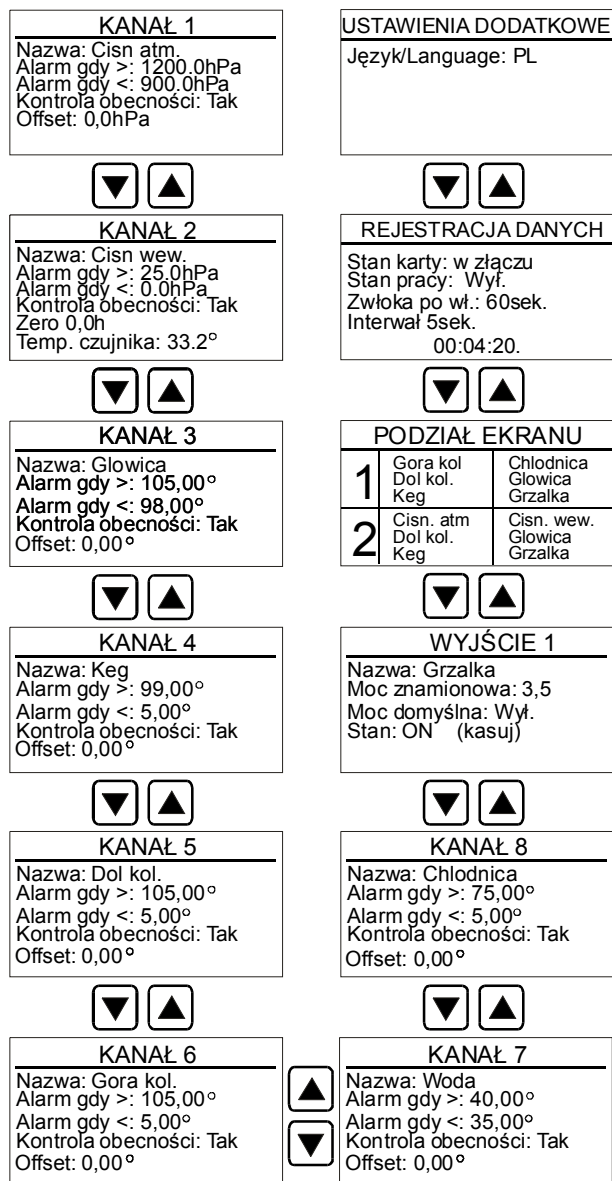 KANAŁ 1
Nazwa: Cisn atm.
Alarm gdy >: 1200.0hPa
Alarm gdy <: 900.0hPa
Kontrola obecności: Tak
Offset: 0,0hPa
KANAŁ 2
Nazwa: Cisn wew.
Alarm gdy >: 25.0hPa
Alarm gdy <: 0.0hPa
Kontrola obecności: Tak
Zero 0,0h
Temp. czujnika: 33.2°
KANAŁ 3
Nazwa: Glowica
Alarm gdy >: 105,00°
Alarm gdy <: 98,00°
Kontrola obecności: Tak
Offset: 0,00°
KANAŁ 4
Nazwa: Keg
Alarm gdy >: 99,00°
Alarm gdy <: 5,00°
Kontrola obecności: Tak
Offset: 0,00°
KANAŁ 5
Nazwa: Dol kol.
Alarm gdy >: 105,00°
Alarm gdy <: 5,00°
Kontrola obecności: Tak
Offset: 0,00°
KANAŁ 6
Nazwa: Gora kol.
Alarm gdy >: 105,00°
Alarm gdy <: 5,00°
Kontrola obecności: Tak
Offset: 0,00°
USTAWIENIA DODATKOWE
Język/Language: PL
REJESTRACJA DANYCH
Stan karty: w złączu
Stan pracy: Wył.
Zwłoka po wł.: 60sek.
Interwał 5sek.
00:04:20.
PODZIAŁ EKRANU
1
Gora kol
Dol kol.
Keg
Chlodnica
Glowica
Grzalka
2
Cisn. atm
Dol kol.
Keg
Cisn. wew.
Glowica
Grzalka
WYJŚCIE 1
Nazwa: Grzalka
Moc znamionowa: 3,5
Moc domyślna: Wył.
Stan: ON (kasuj)
KANAŁ 8
Nazwa: Chlodnica
Alarm gdy >: 75,00°
Alarm gdy <: 5,00°
Kontrola obecności: Tak
Offset: 0,00°
KANAŁ 7
Nazwa: Woda
Alarm gdy >: 40,00°
Alarm gdy <: 35,00°
Kontrola obecności: Tak
Offset: 0,00°